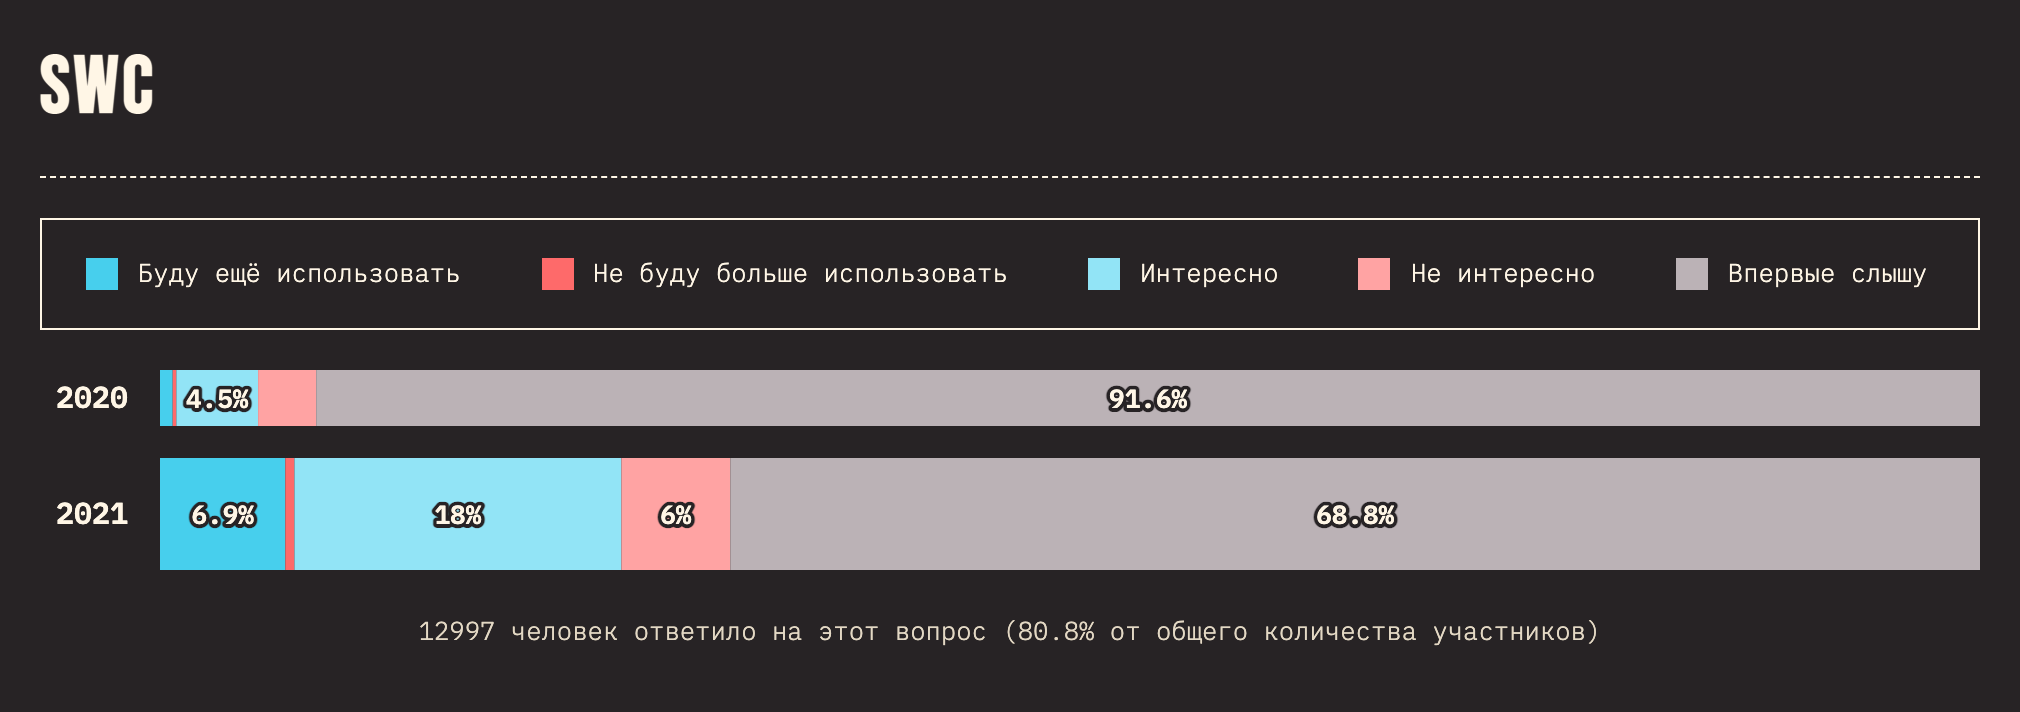 SWC
Буду ещё использовать Не буду больше использовать Интересно Не интересно Впервые слышу
2020 4.5% 91.6%
2021 6.9% 18% 6% 68.8%
12997 человек ответило на этот вопрос (80.8% от общего количества участников)